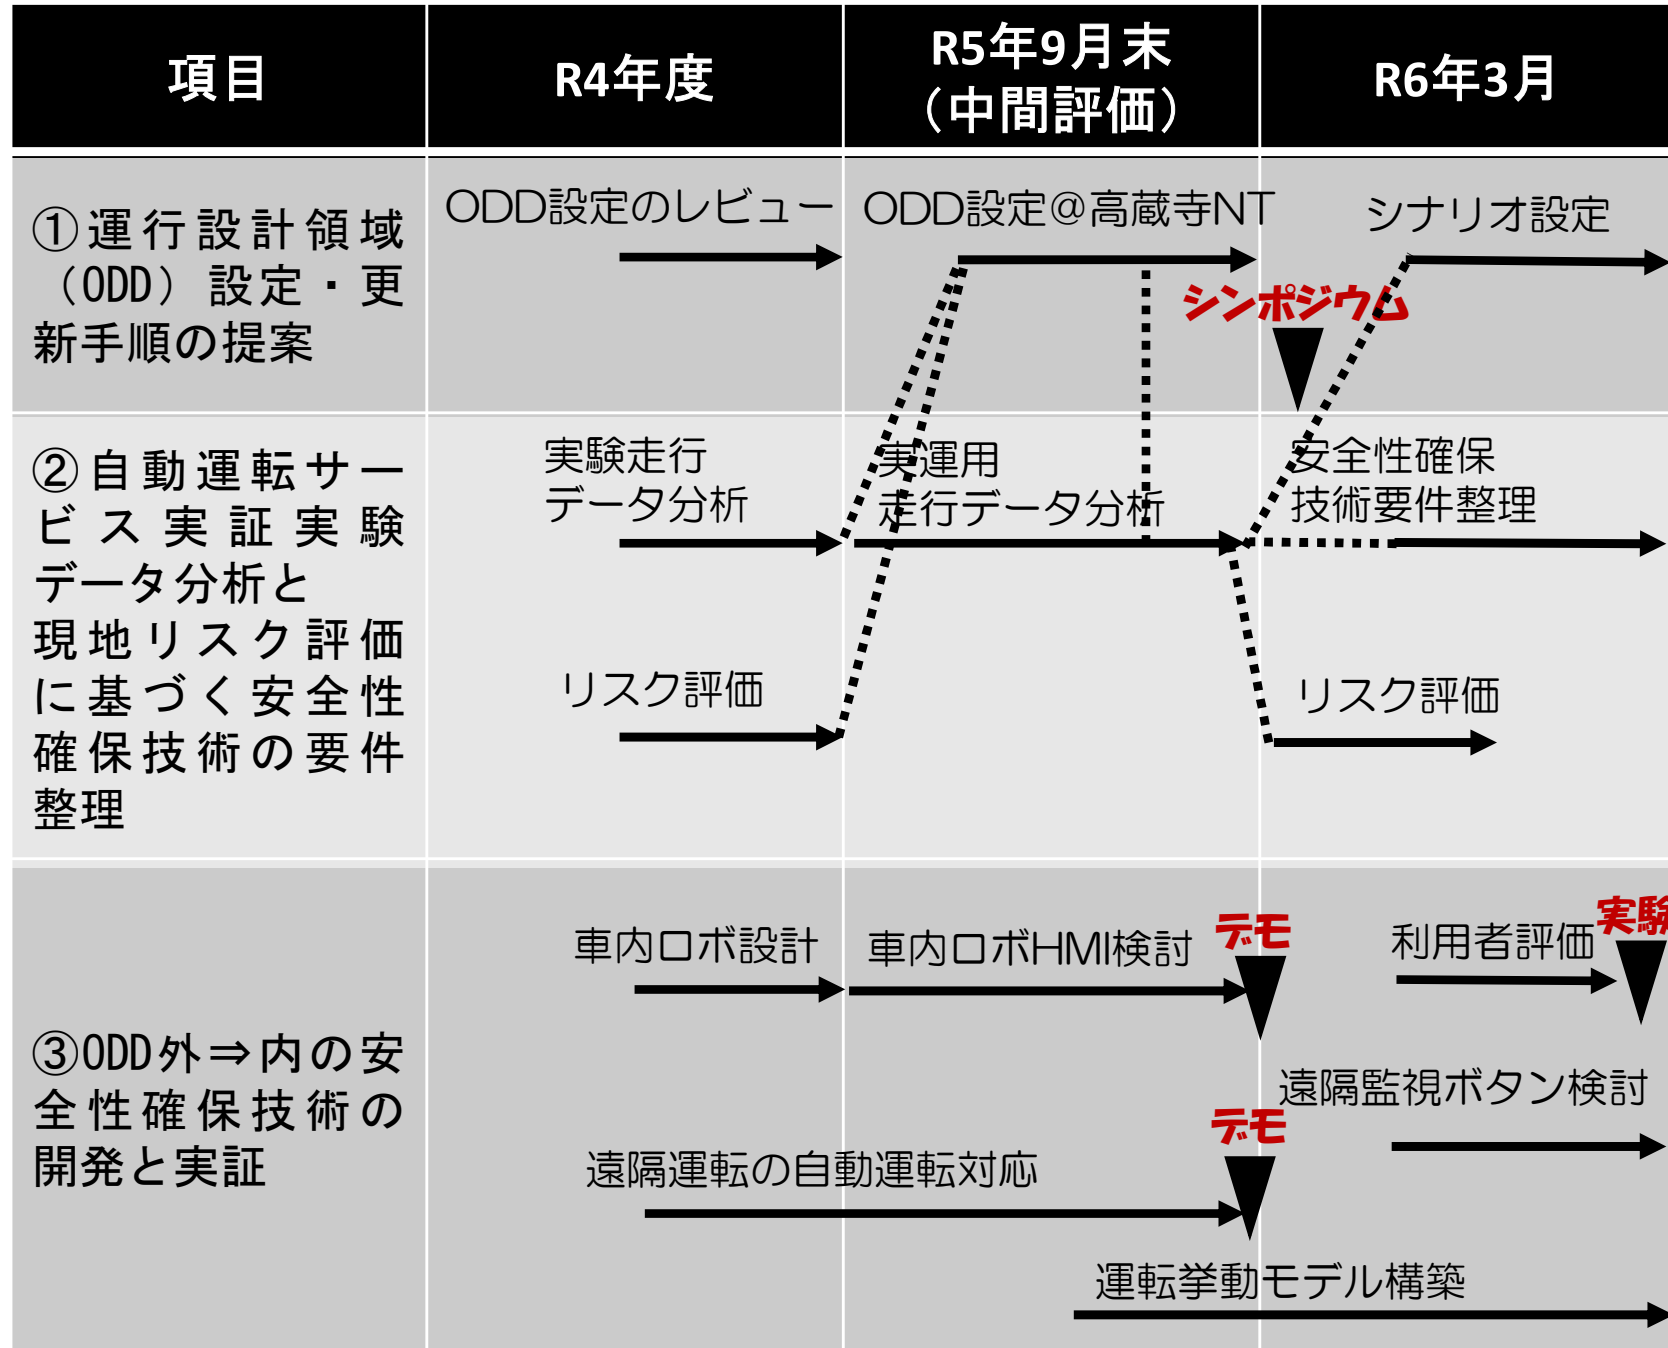 項目
R4年度
R5年9月末
（中間評価）
R6年3月
①運行設計領域
（ODD）設定・更
新手順の提案
ODD設定のレビュー
ODD設定@高蔵寺NT
シナリオ設定
シンポジウム
②自動運転サー
ビス実証実験
データ分析と
現地リスク評価
に基づく安全性
確保技術の要件
整理
実験走行
データ分析
実運用
走行データ分析
安全性確保
技術要件整理
リスク評価
リスク評価
③ODD外⇒内の安
全性確保技術の
開発と実証
車内ロボ設計
車内ロボHMI検討
デモ
利用者評価
実験
遠隔監視ボタン検討
デモ
遠隔運転の自動運転対応
運転挙動モデル構築